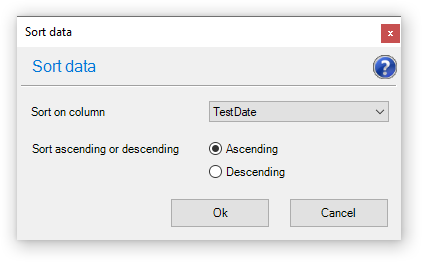 Sort data
x
Sort data
?
Sort on column TestDate
Sort ascending or descending Ascending
Descending
Ok Cancel